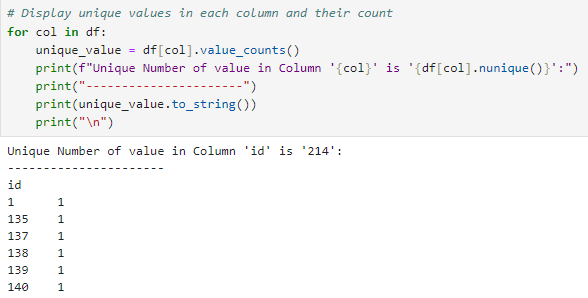 # Display unique values in each column and their count
for col in df:
    unique_value = df[col].value_counts()
    print(f"Unique Number of value in Column '{col}' is '{df[col].nunique()}':")
    print("----------------------")
    print(unique_value.to_string())
    print("\n")
Unique Number of value in Column 'id' is '214':
----------------------
id
1      1
135    1
137    1
138    1
139    1
140    1